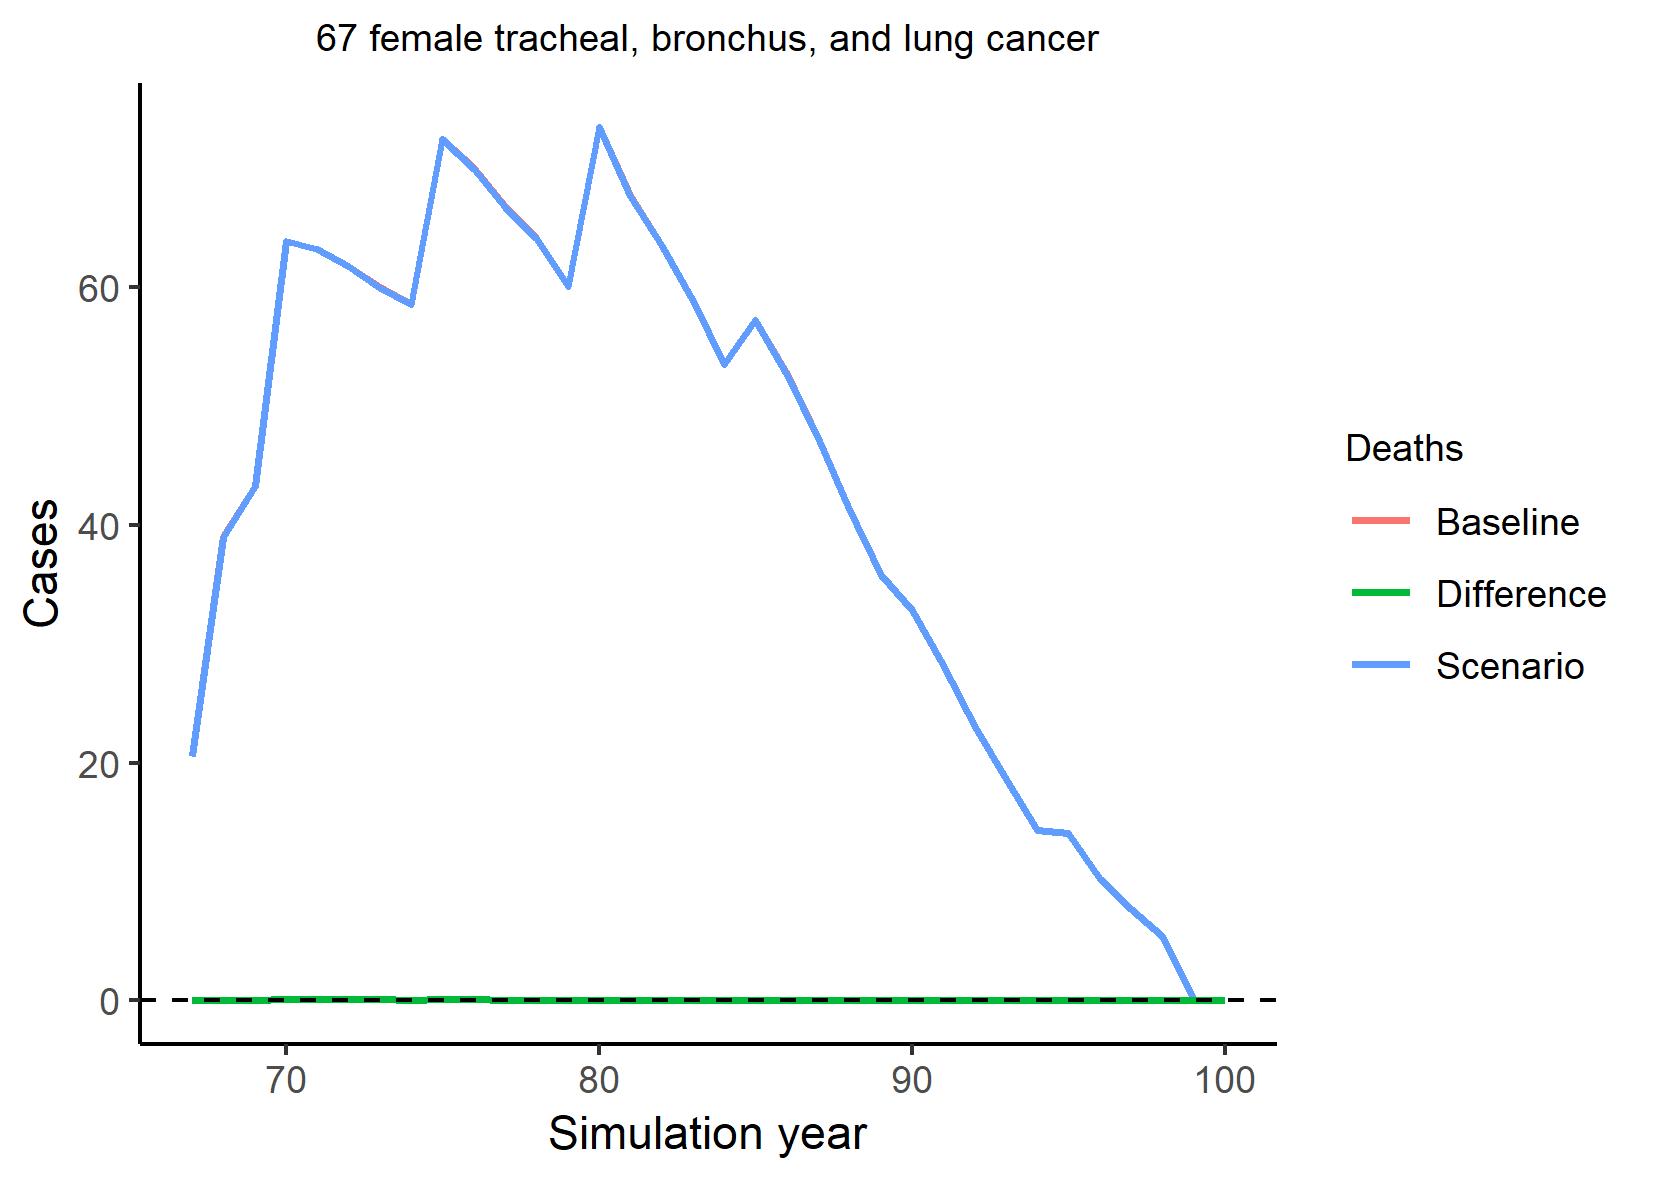 67 female tracheal, bronchus, and lung cancer
Cases
60
40
20
0
70 80 90 100
Simulation year
Deaths
Baseline
Difference
Scenario